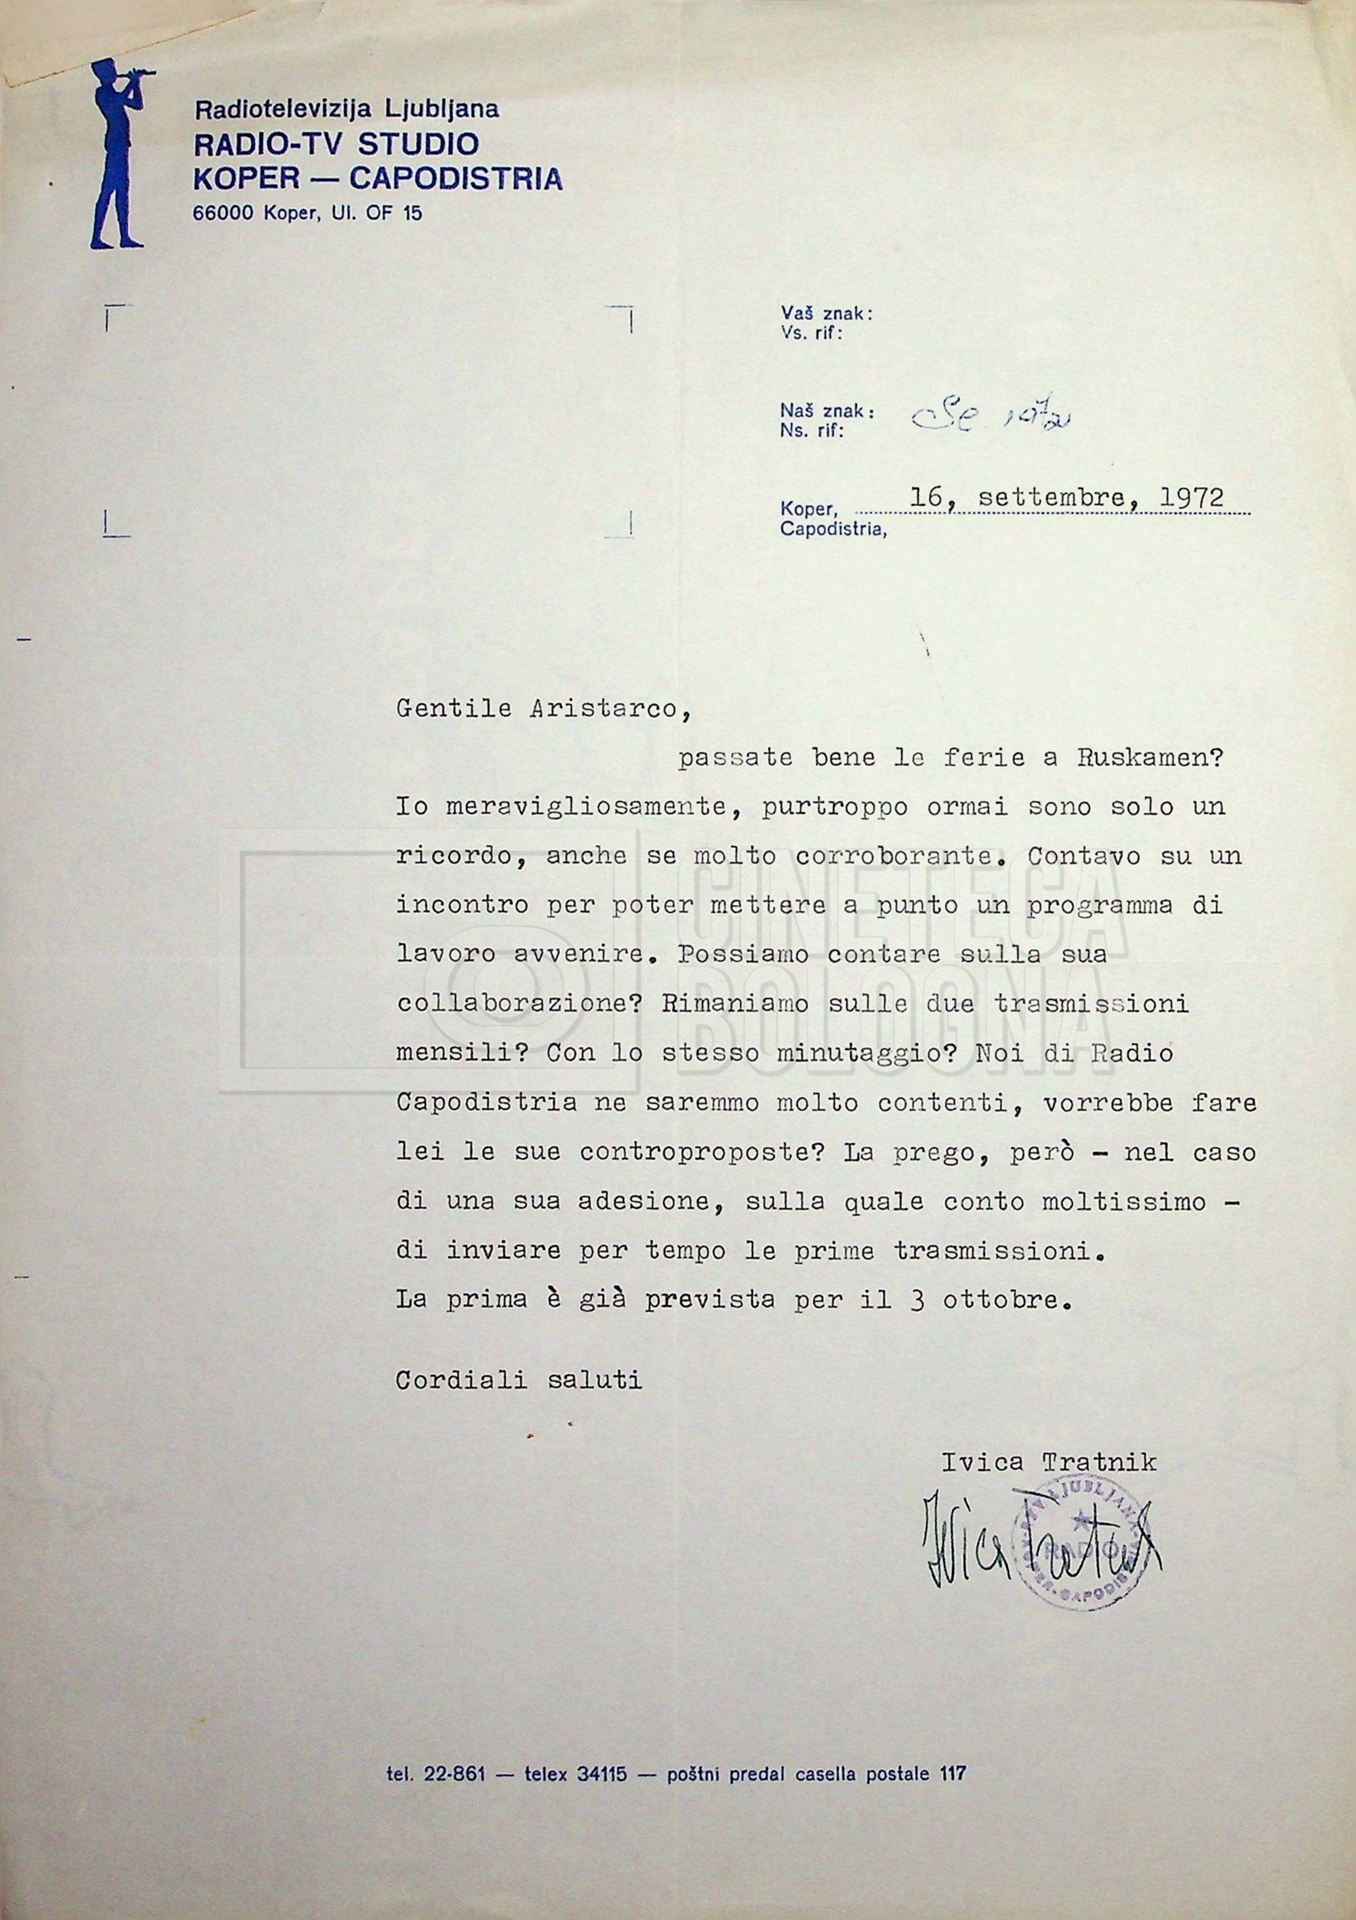 Radiotelevizija Ljubljana
RADIO-TV STUDIO
KOPER — CAPODISTRIA
66000 Koper, Ul. OF 15
Vaš znak:
Vs. rif:
Naš znak:
Ns. rif:
Koper, 16, settembre, 1972
Capodistria,
Gentile Aristarco,
passate bene le ferie a Ruskamen?
Io meravigliosamente, purtroppo ormai sono solo un
ricordo, anche se molto corroborante. Contavo su un
incontro per poter mettere a punto un programma di
lavoro avvenire. Possiamo contare sulla sua
collaborazione? Rimaniamo sulle due trasmissioni
mensili? Con lo stesso minutaggio? Noi di Radio
Capodistria ne saremmo molto contenti, vorrebbe fare
lei le sue controproposte? La prego, però - nel caso
di una sua adesione, sulla quale conto moltissimo -
di inviare per tempo le prime trasmissioni.
La prima è già prevista per il 3 ottobre.
Cordiali saluti
Ivica Tratnik
Ivica Tratnik
LJUBLJANA
RADIO
tel. 22-861 — telex 34115 — poštni predal casella postale 117
CINETECA
BOLOGNA